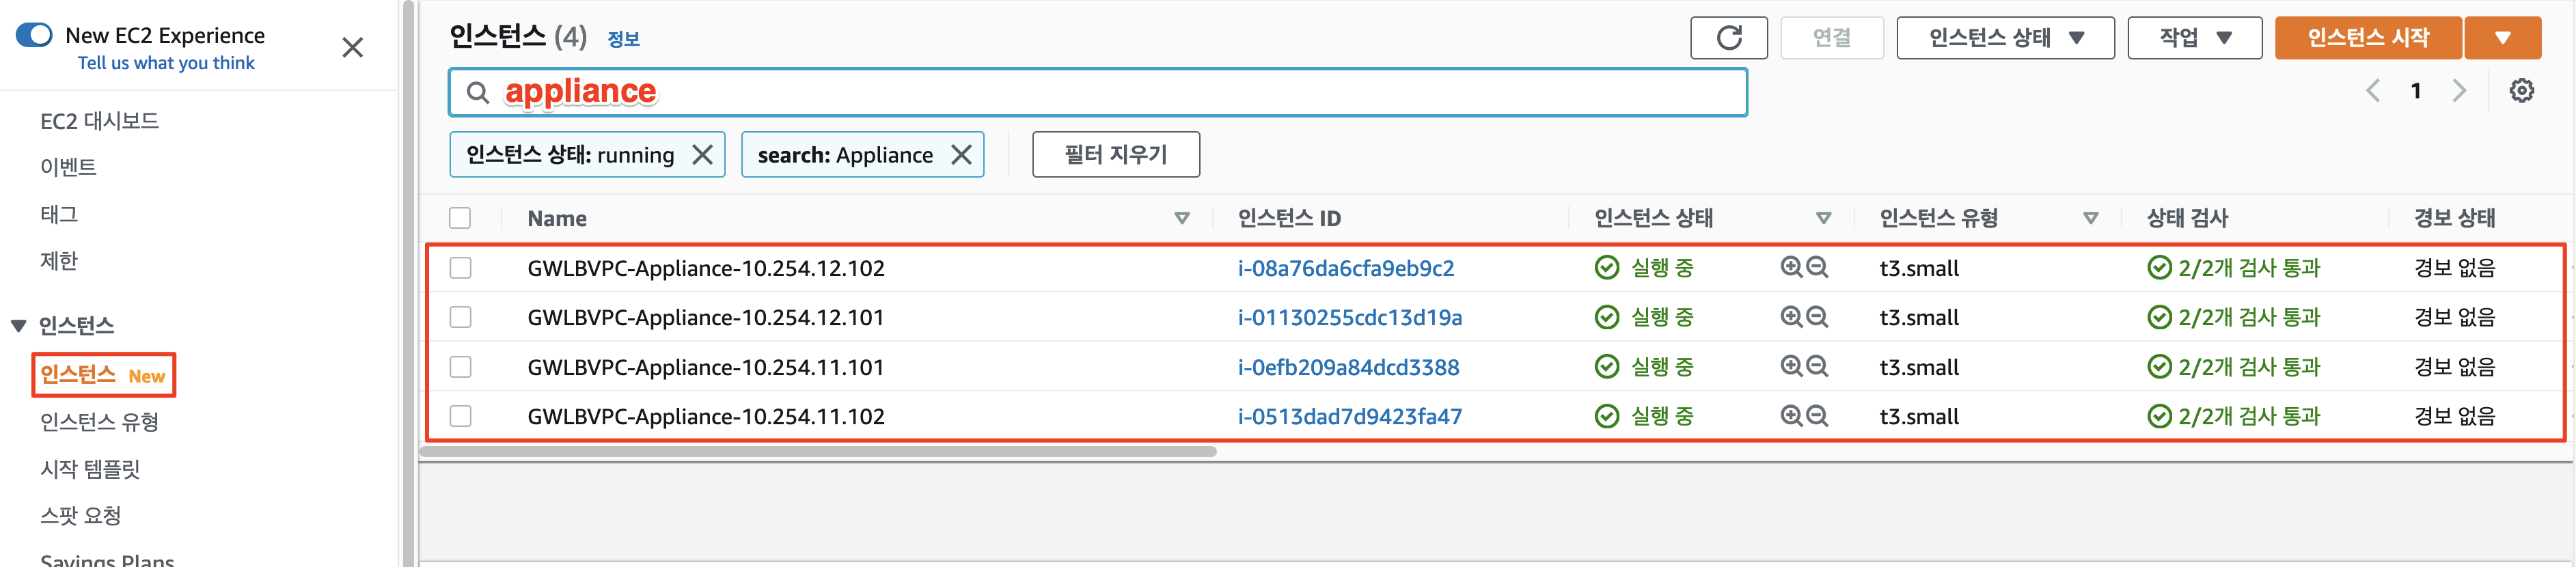 New EC2 Experience
Tell us what you think
EC2 대시보드
이벤트
태그
제한
인스턴스
인스턴스 New
인스턴스 유형
시작 템플릿
스팟 요청
Savings Plans
인스턴스 (4) 정보
연결 인스턴스 상태 작업 인스턴스 시작
appliance
1
인스턴스 상태: running search: Appliance 필터 지우기
Name 인스턴스 ID 인스턴스 상태 인스턴스 유형 상태 검사 경보 상태
GWLBVPC-Appliance-10.254.12.102 i-08a76da6cfa9eb9c2 실행 중 t3.small 2/2개 검사 통과 경보 없음
GWLBVPC-Appliance-10.254.12.101 i-01130255cdc13d19a 실행 중 t3.small 2/2개 검사 통과 경보 없음
GWLBVPC-Appliance-10.254.11.101 i-0efb209a84dcd3388 실행 중 t3.small 2/2개 검사 통과 경보 없음
GWLBVPC-Appliance-10.254.11.102 i-0513dad7d9423fa47 실행 중 t3.small 2/2개 검사 통과 경보 없음